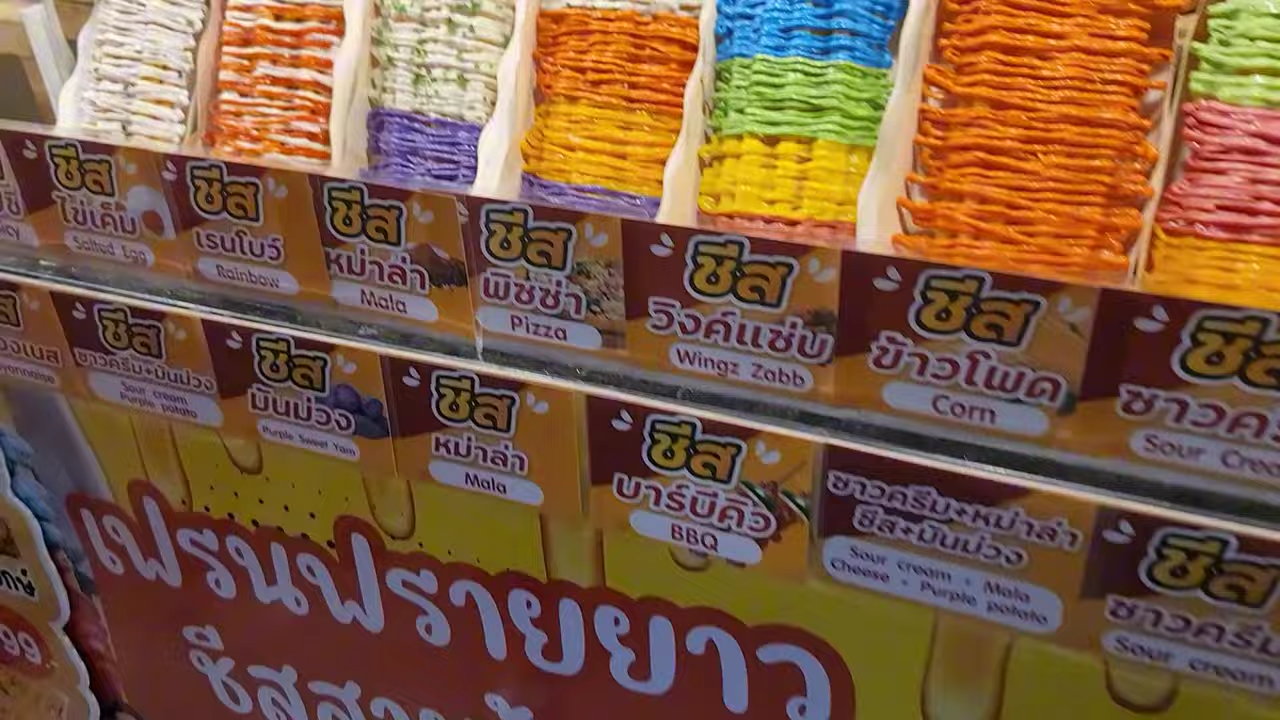 ชีส
ไข่เค็ม
Salted Egg
ชีส
เรนโบว์
Rainbow
ชีส
หม่าล่า
Mala
ชีส
พิซซ่า
Pizza
ชีส
วิงค์แซ่บ
Wingz Zabb
ชีส
ข้าวโพด
Corn
ชีส
Sour
ชีส
ซาวครีม+มันม่วง
Sour cream
Purple potato
ชีส
มันม่วง
Purple Sweet Yam
ชีส
หม่าล่า
Mala
ชีส
บาร์บีคิว
BBQ
ซาวครีม+หม่าล่า
ชีส+มันม่วง
Sour cream + Mala
Cheese + Purple potato
ชีส
ซาวครีม
Sour cream
เฟรนฟรายยาว
99